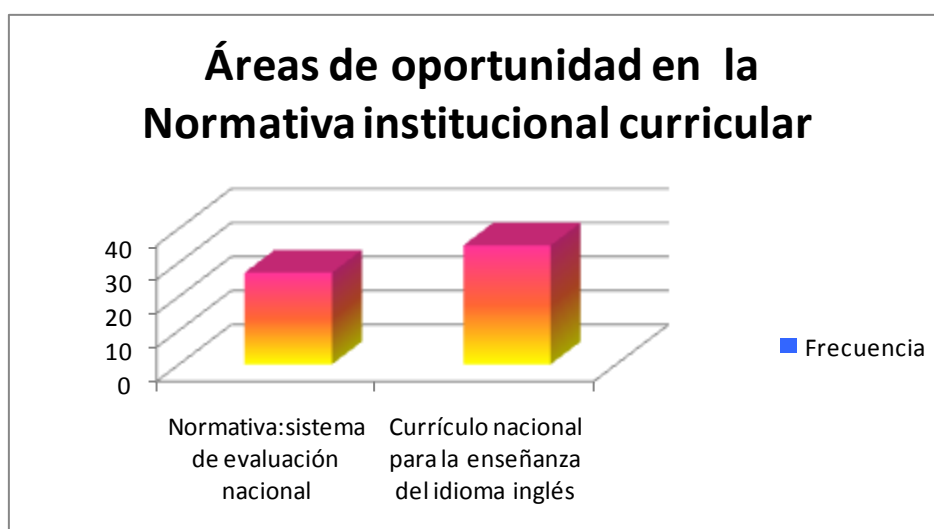 Áreas de oportunidad en la
Normativa institucional curricular
40
30
20
10
0
Frecuencia
Normativa:sistema
de evaluación
nacional
Currículo nacional
para la enseñanza
del idioma inglés